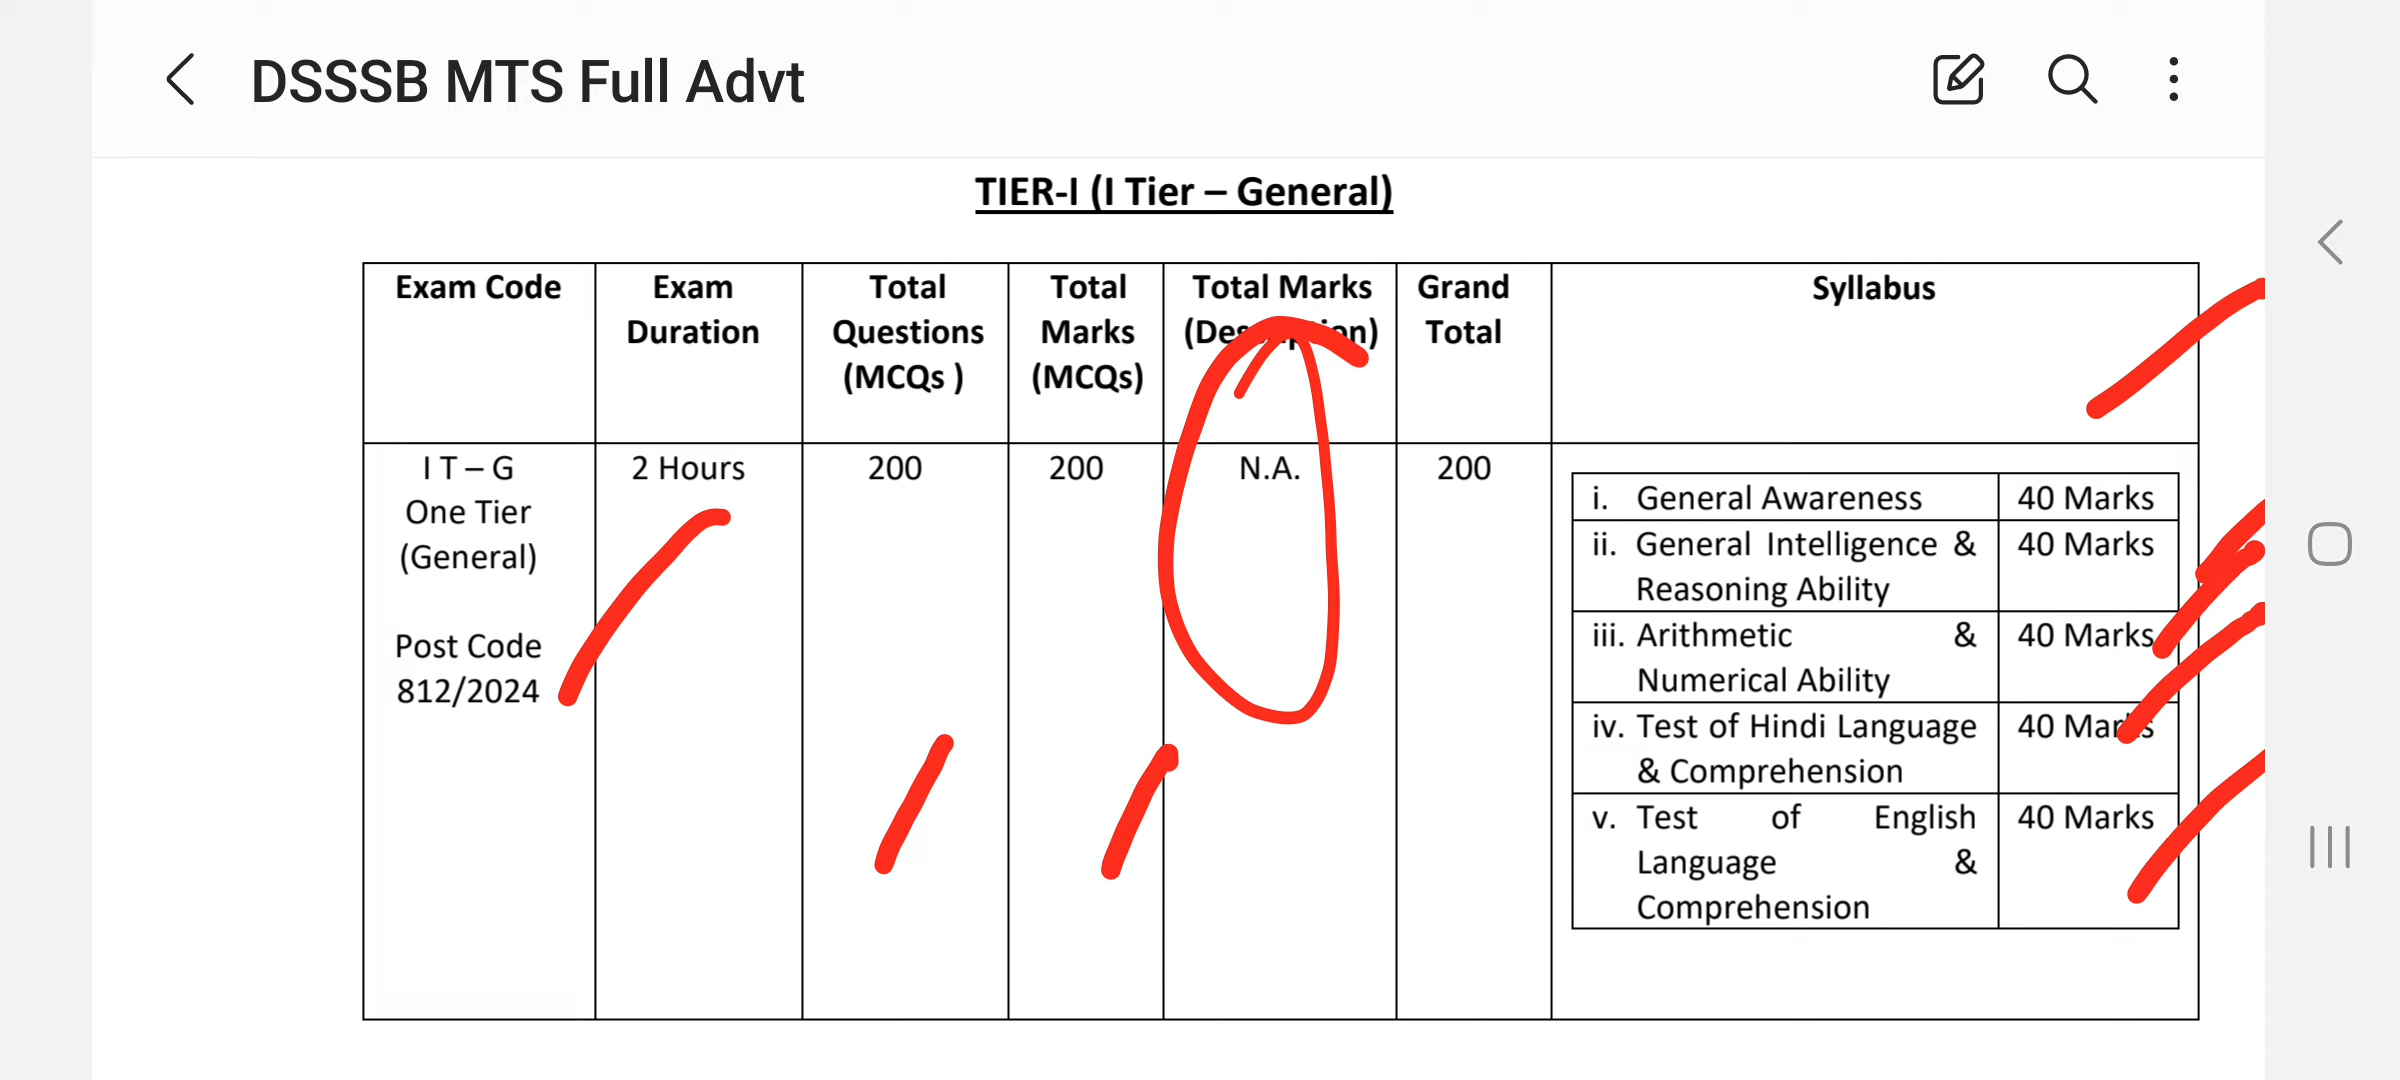 DSSSB MTS Full Advt
TIER-I (I Tier – General)
Exam Code
Exam
Duration
Total
Questions
(MCQs )
Total
Marks
(MCQs)
Total Marks
Grand
Total
Syllabus
I T – G
One Tier
(General)
Post Code
812/2024
2 Hours
200
200
N.A.
200
i. General Awareness 40 Marks
ii. General Intelligence & 40 Marks
Reasoning Ability
iii. Arithmetic & 40 Marks
Numerical Ability
iv. Test of Hindi Language 40 Marks
& Comprehension
v. Test of English 40 Marks
Language &
Comprehension